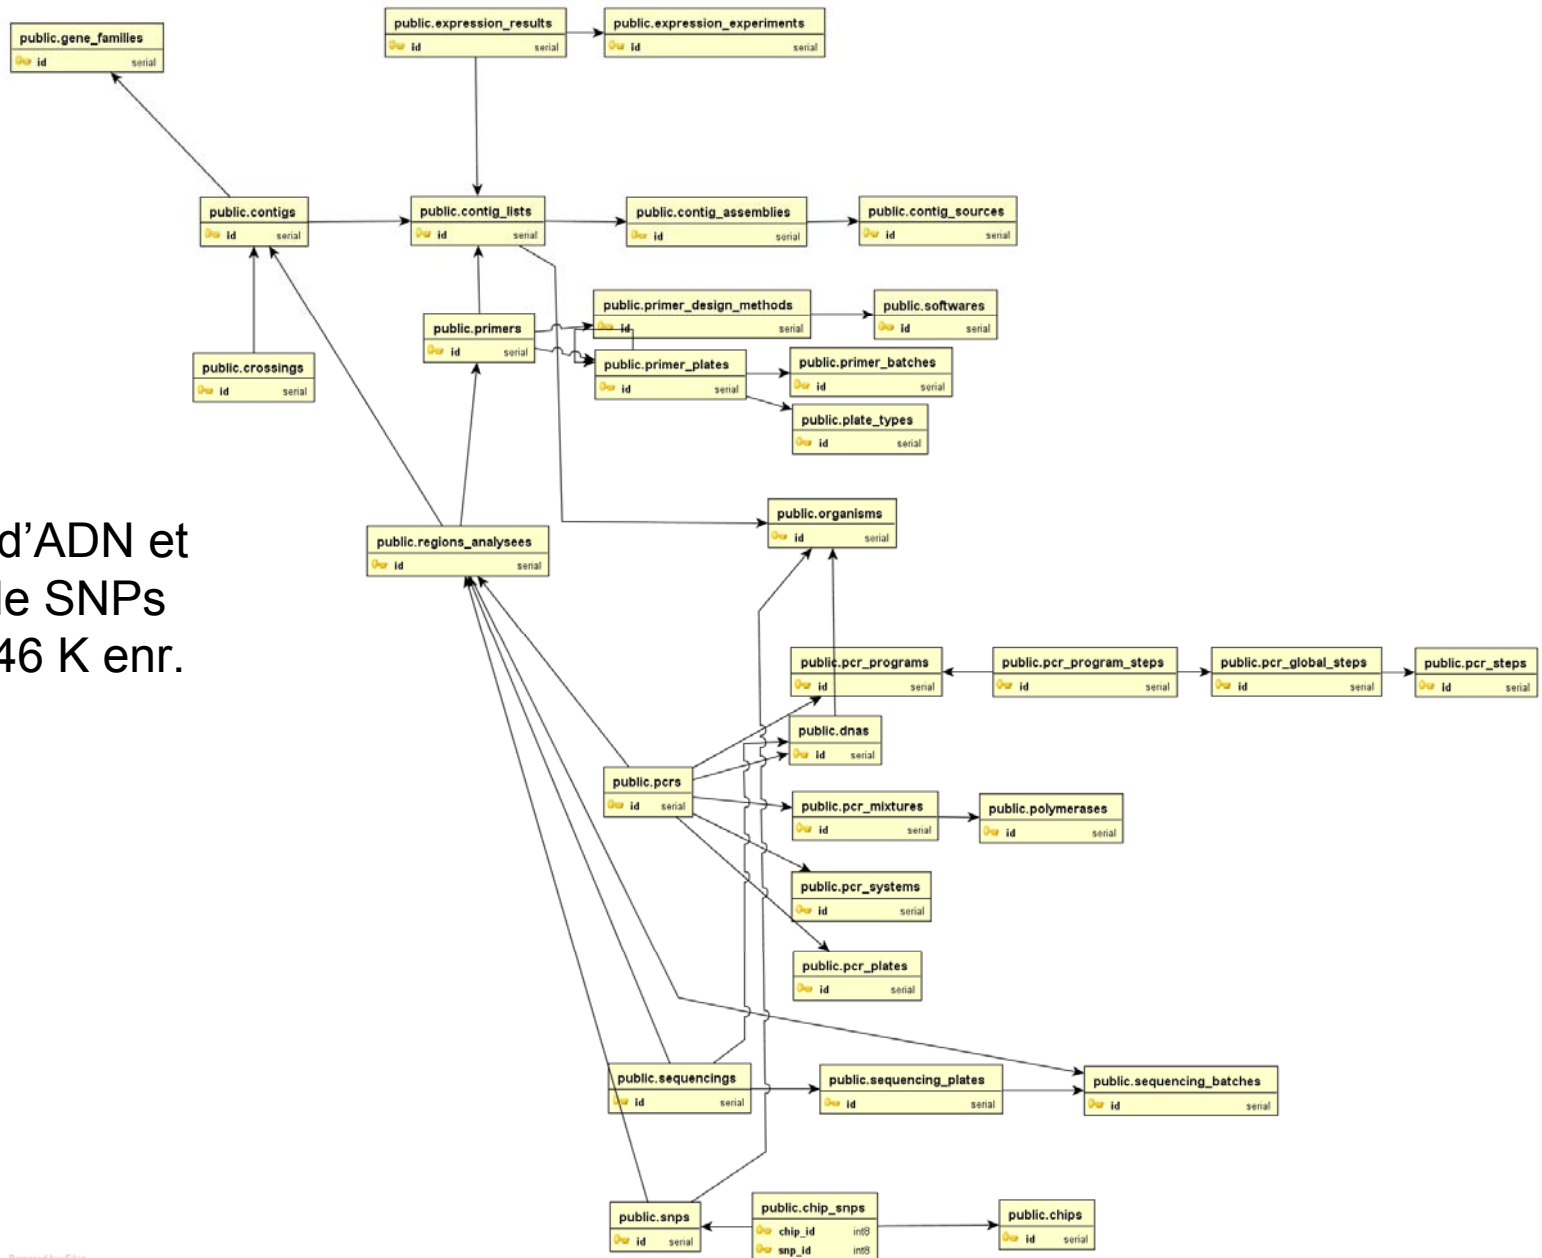 public.gene_families
id serial
public.expression_results
id serial
public.expression_experiments
id serial
public.contigs
id serial
public.contig_lists
id serial
public.contig_assemblies
id serial
public.contig_sources
id serial
public.primers
id serial
public.primer_design_methods
id serial
public.softwares
id serial
public.crossings
id serial
public.primer_plates
id serial
public.primer_batches
id serial
public.plate_types
id serial
public.organisms
id serial
public.regions_analysees
id serial
d’ADN et
le SNPs
46 K enr.
public.pcr_programs
id serial
public.pcr_program_steps
id serial
public.pcr_global_steps
id serial
public.pcr_steps
id serial
public.dnas
id serial
public.pcrs
id serial
public.pcr_mixtures
id serial
public.polymerases
id serial
public.pcr_systems
id serial
public.pcr_plates
id serial
public.sequencings
id serial
public.sequencing_plates
id serial
public.sequencing_batches
id serial
public.snps
id serial
public.chip_snps
chip_id int8
snp_id int8
public.chips
id serial